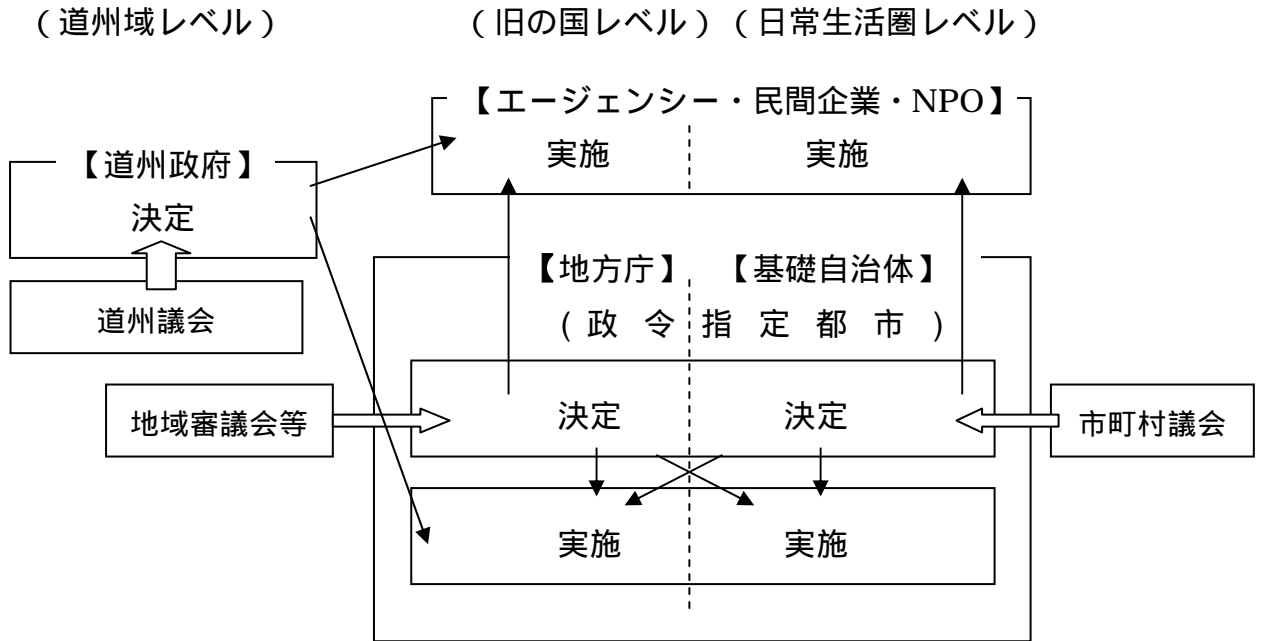 （道州域レベル）　（旧の国レベル）（日常生活圏レベル）
【エージェンシー・民間企業・NPO】
実施　実施
【道州政府】
決定
道州議会
【地方庁】　【基礎自治体】
（政令指定都市）
地域審議会等　決定　決定　市町村議会
実施　実施